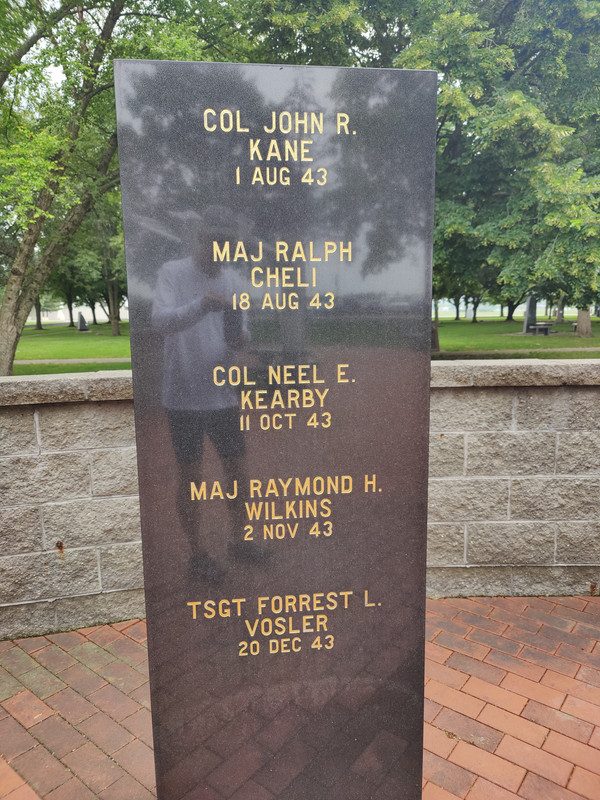 COL JOHN R.
KANE
1 AUG 43
MAJ RALPH
CHELI
18 AUG 43
COL NEEL E.
KEARBY
11 OCT 43
MAJ RAYMOND H.
WILKINS
2 NOV 43
TSGT FORREST L.
VOSLER
20 DEC 43